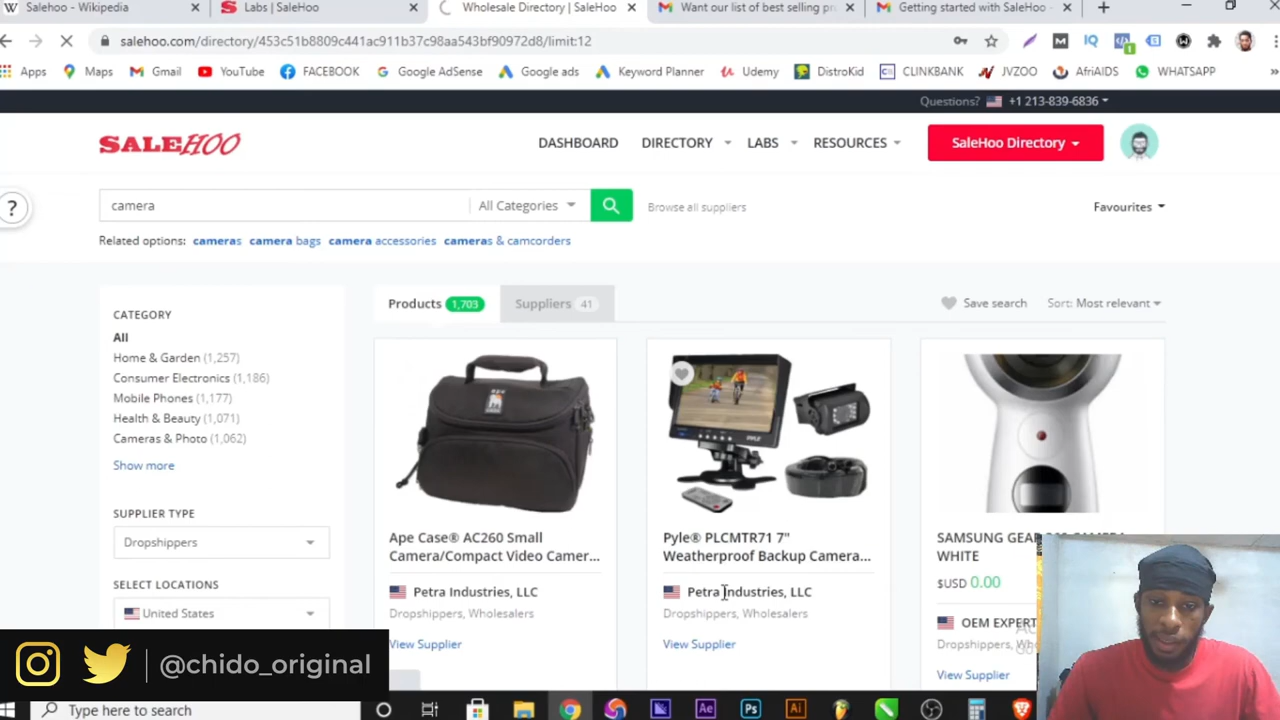 Salehoo - Wikipedia
Labs | SaleHoo
Wholesale Directory | SaleHoo
Want our list of best selling pr
Getting started with SaleHoo -
salehoo.com/directory/453c51b8809c441ac911b37c98aa543bf90972d8/limit:12
Apps
Maps
Gmail
YouTube
FACEBOOK
Google AdSense
Google ads
Keyword Planner
Udemy
DistroKid
CLINKBANK
JVZOO
AfriAIDS
WHATSAPP
Questions?
+1 213-839-6836
SALEHOO
DASHBOARD
DIRECTORY
LABS
RESOURCES
SaleHoo Directory
?
camera
All Categories
Browse all suppliers
Favourites
Related options: cameras camera bags camera accessories cameras & camcorders
CATEGORY
All
Home & Garden (1,257)
Consumer Electronics (1,186)
Mobile Phones (1,177)
Health & Beauty (1,071)
Cameras & Photo (1,062)
Show more
SUPPLIER TYPE
Dropshippers
SELECT LOCATIONS
United States
Products 1,703
Suppliers 41
Save search
Sort: Most relevant
Ape Case® AC260 Small
Camera/Compact Video Camer...
Petra Industries, LLC
Dropshippers, Wholesalers
View Supplier
Pyle® PLCMTR71 7"
Weatherproof Backup Camera...
Petra Industries, LLC
Dropshippers, Wholesalers
View Supplier
SAMSUNG GEAR
WHITE
$USD 0.00
OEM EXPERT
Dropshippers,
View Supplier
@chido_original
Type here to search